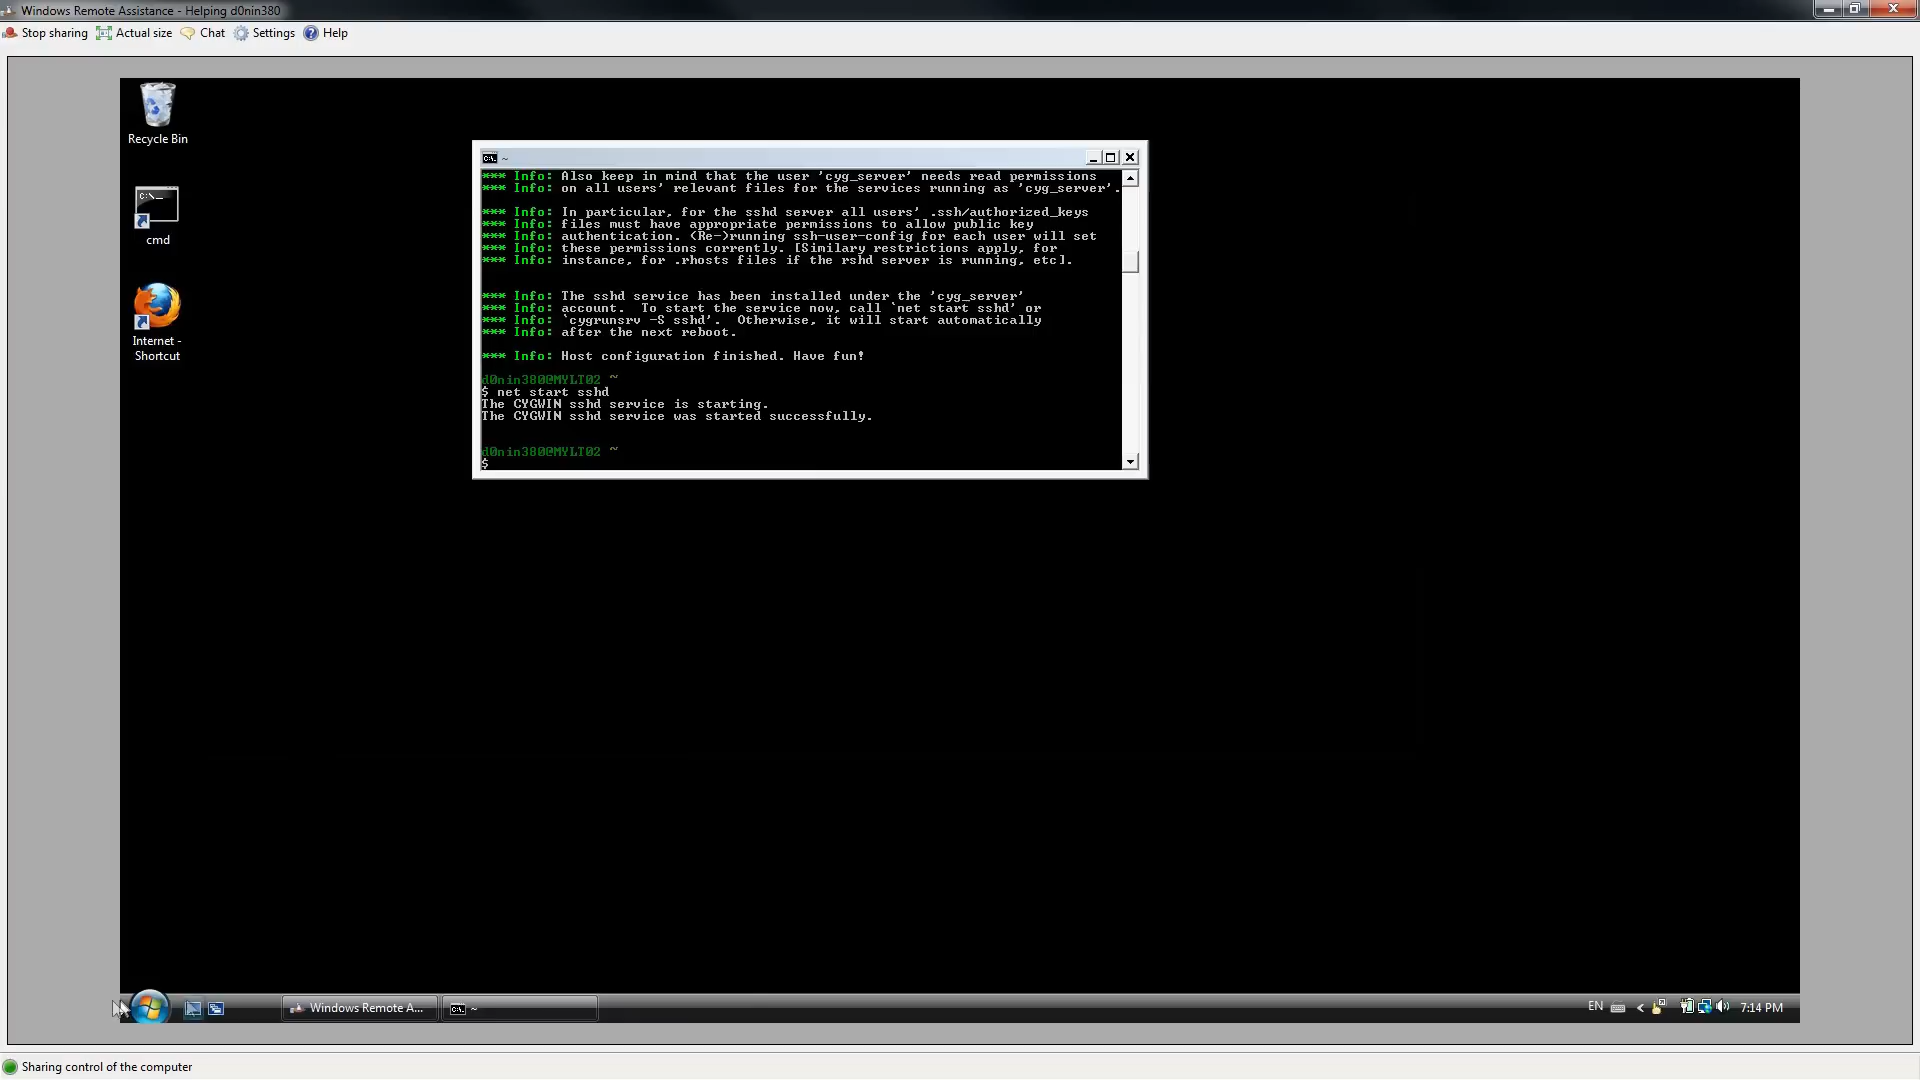 Windows Remote Assistance - Helping d0nin380
Stop sharing Actual size Chat Settings Help
Recycle Bin
cmd
Internet -
Shortcut
~
*** Info: Also keep in mind that the user 'cyg_server' needs read permissions
*** Info: on all users' relevant files for the services running as 'cyg_server'.
*** Info: In particular, for the sshd server all users' .ssh/authorized_keys
*** Info: files must have appropriate permissions to allow public key
*** Info: authentication. (Re-)running ssh-user-config for each user will set
*** Info: these permissions corrently. [Similary restrictions apply, for
*** Info: instance, for .rhosts files if the rshd server is running, etc].
*** Info: The sshd service has been installed under the 'cyg_server'
*** Info: account.  To start the service now, call `net start sshd' or
*** Info: `cygrunsrv -S sshd'.  Otherwise, it will start automatically
*** Info: after the next reboot.
*** Info: Host configuration finished. Have fun!
d0nin380@MYLT02 ~
$ net start sshd
The CYGWIN sshd service is starting.
The CYGWIN sshd service was started successfully.
d0nin380@MYLT02 ~
$
Windows Remote A... ~ EN 7:14 PM
Sharing control of the computer